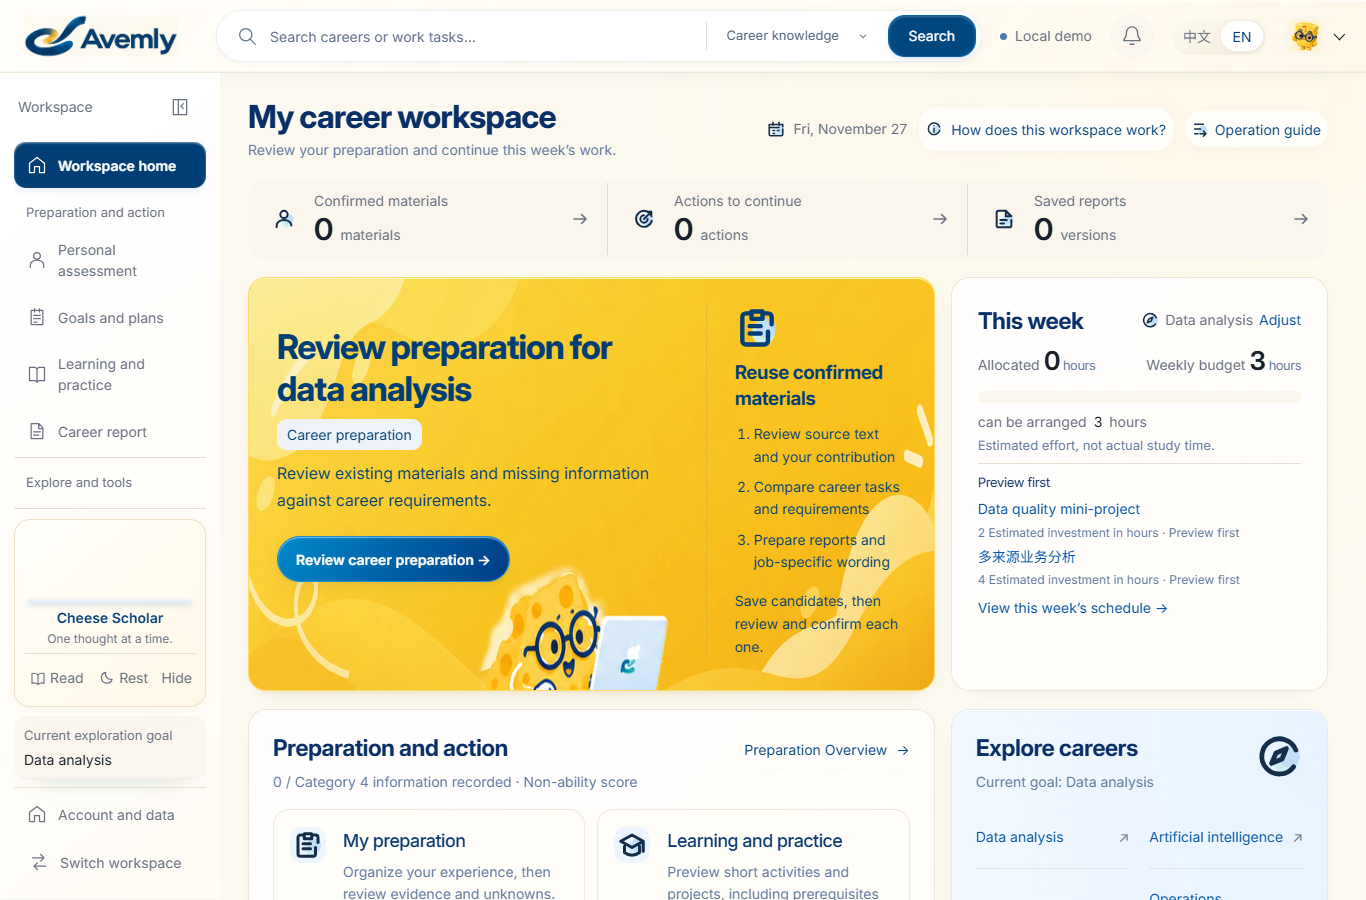 Avemly
Search careers or work tasks...
Career knowledge
Search
Local demo
中文
EN
Workspace
Workspace home
Preparation and action
Personal
assessment
Goals and plans
Learning and
practice
Career report
Explore and tools
Cheese Scholar
One thought at a time.
Read
Rest
Hide
Current exploration goal
Data analysis
Account and data
Switch workspace
My career workspace
Review your preparation and continue this week’s work.
Fri, November 27
How does this workspace work?
Operation guide
Confirmed materials
0 materials
Actions to continue
0 actions
Saved reports
0 versions
Review preparation for
data analysis
Career preparation
Review existing materials and missing information
against career requirements.
Review career preparation →
Reuse confirmed
materials
1. Review source text
and your contribution
2. Compare career tasks
and requirements
3. Prepare reports and
job-specific wording
Save candidates, then
review and confirm each
one.
This week
Data analysis Adjust
Allocated 0 hours
Weekly budget 3 hours
can be arranged 3 hours
Estimated effort, not actual study time.
Preview first
Data quality mini-project
2 Estimated investment in hours · Preview first
多来源业务分析
4 Estimated investment in hours · Preview first
View this week’s schedule →
Preparation and action
Preparation Overview →
0 / Category 4 information recorded · Non-ability score
My preparation
Organize your experience, then
review evidence and unknowns.
Learning and practice
Preview short activities and
projects, including prerequisites
Explore careers
Current goal: Data analysis
Data analysis ↗
Artificial intelligence ↗
Operations